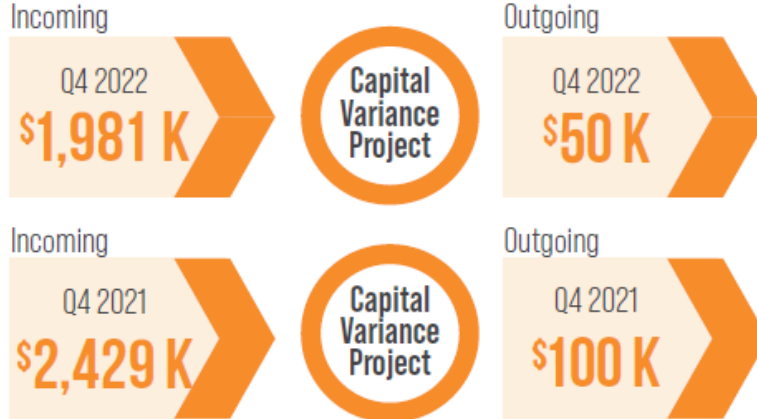 Incoming
Q4 2022
$1,981 K
Capital
Variance
Project
Outgoing
Q4 2022
$50 K
Incoming
Q4 2021
$2,429 K
Capital
Variance
Project
Outgoing
Q4 2021
$100 K